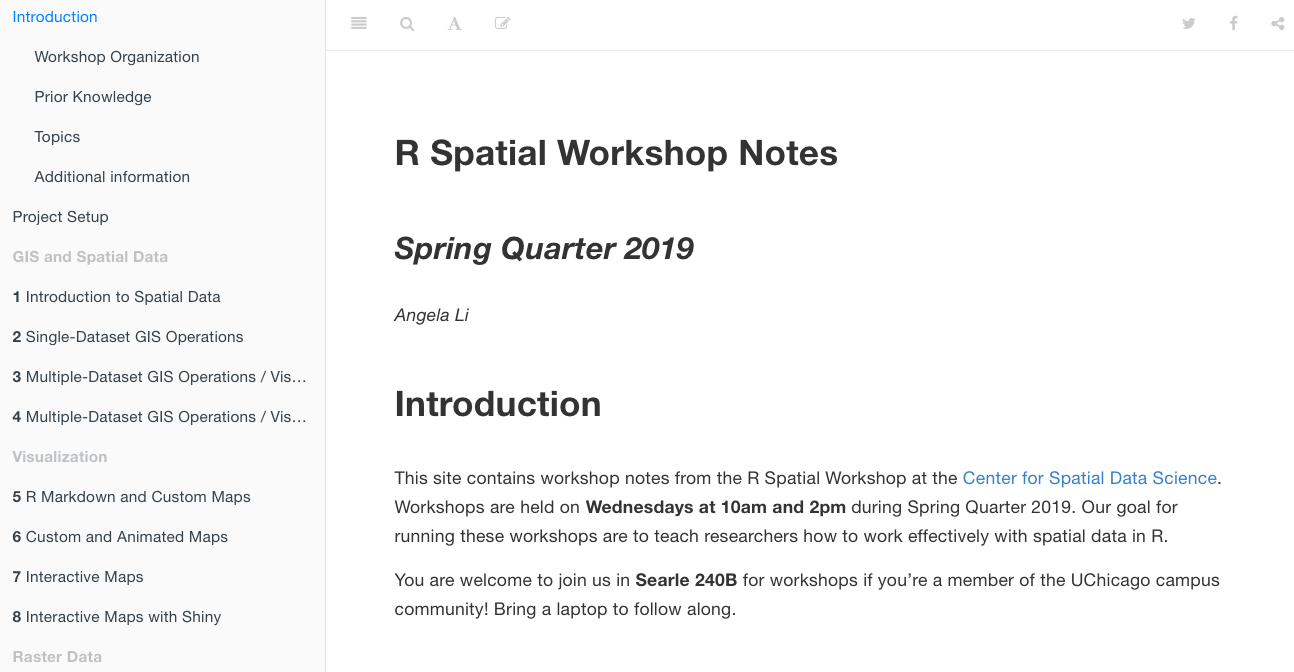 Introduction
Workshop Organization
Prior Knowledge
Topics
Additional information
Project Setup
GIS and Spatial Data
1 Introduction to Spatial Data
2 Single-Dataset GIS Operations
3 Multiple-Dataset GIS Operations / Vis…
4 Multiple-Dataset GIS Operations / Vis…
Visualization
5 R Markdown and Custom Maps
6 Custom and Animated Maps
7 Interactive Maps
8 Interactive Maps with Shiny
Raster Data
A
R Spatial Workshop Notes
Spring Quarter 2019
Angela Li
Introduction
This site contains workshop notes from the R Spatial Workshop at the Center for Spatial Data Science.
Workshops are held on Wednesdays at 10am and 2pm during Spring Quarter 2019. Our goal for
running these workshops are to teach researchers how to work effectively with spatial data in R.
You are welcome to join us in Searle 240B for workshops if you’re a member of the UChicago campus
community! Bring a laptop to follow along.